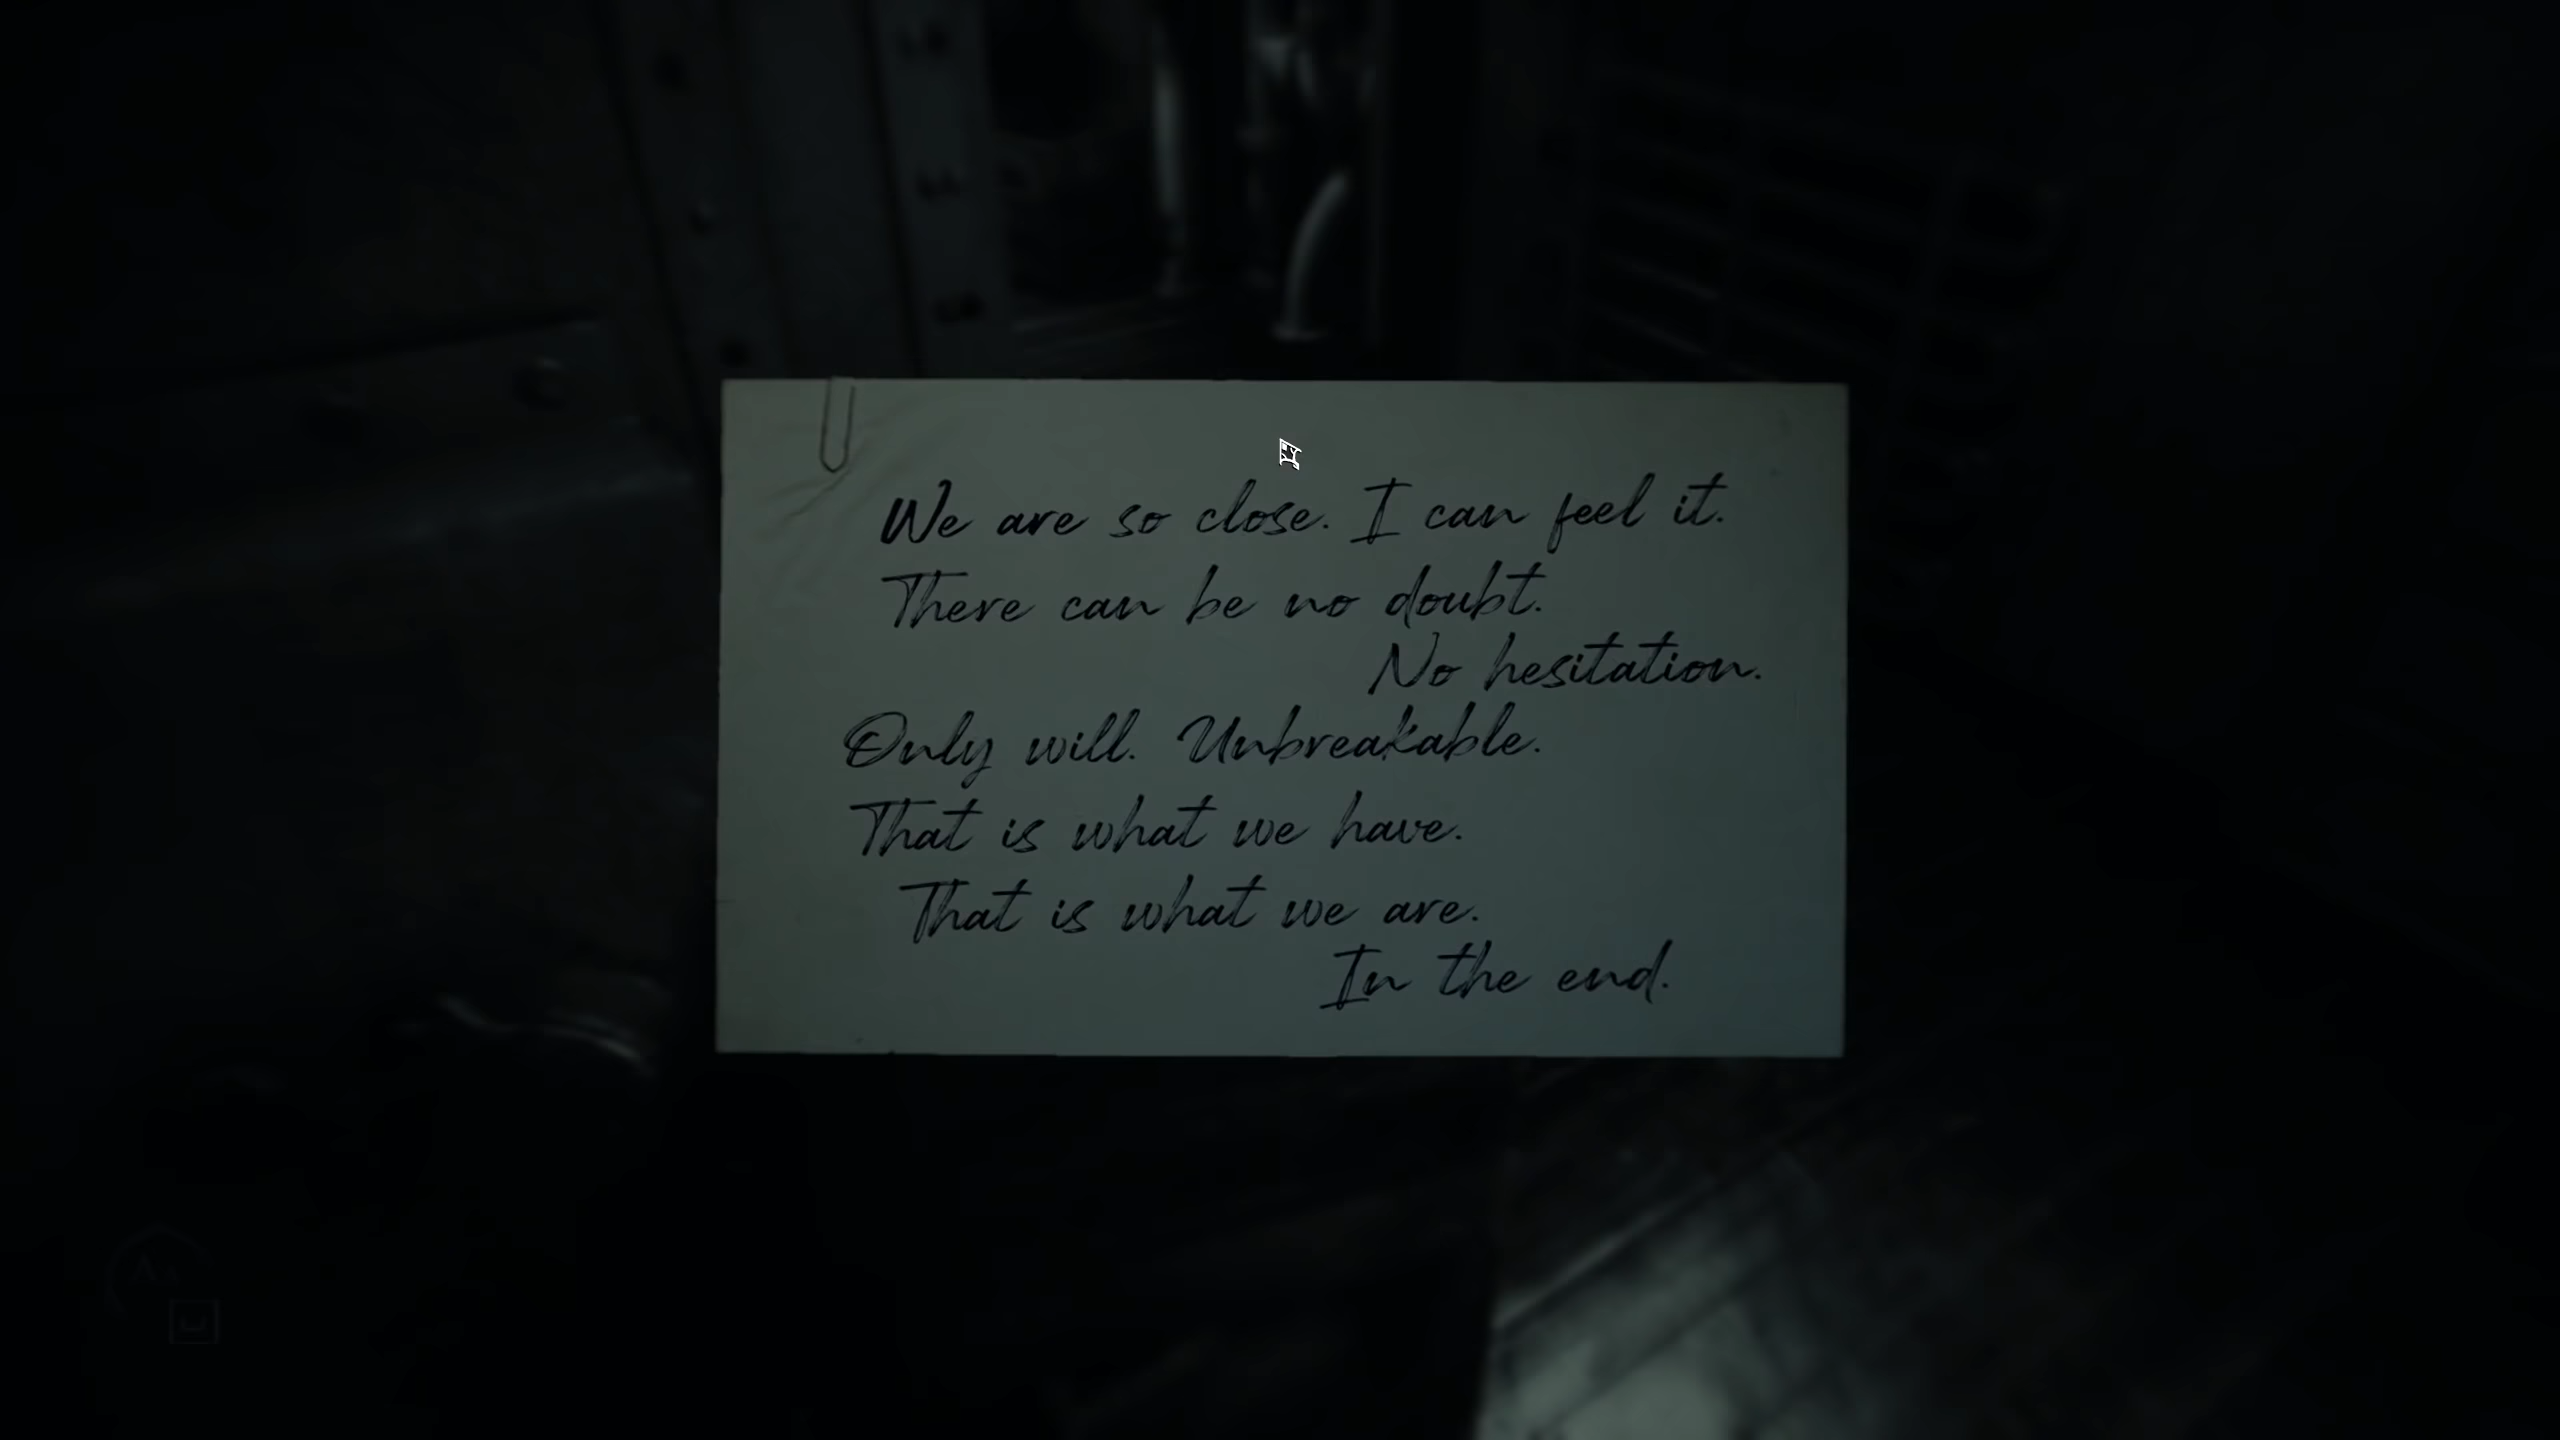 We are so close. I can feel it.
There can be no doubt.
No hesitation.
Only will. Unbreakable.
That is what we have.
That is what we are.
In the end.